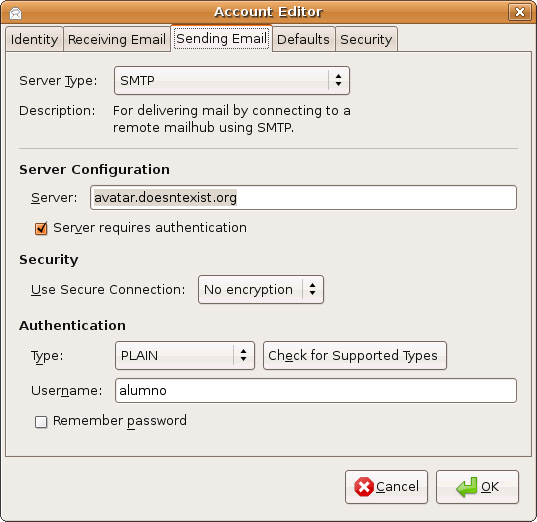 Account Editor
Identity Receiving Email Sending Email Defaults Security
Server Type: SMTP
Description: For delivering mail by connecting to a
remote mailhub using SMTP.
Server Configuration
Server: avatar.doesntexist.org
Server requires authentication
Security
Use Secure Connection: No encryption
Authentication
Type: PLAIN Check for Supported Types
Username: alumno
Remember password
Cancel OK